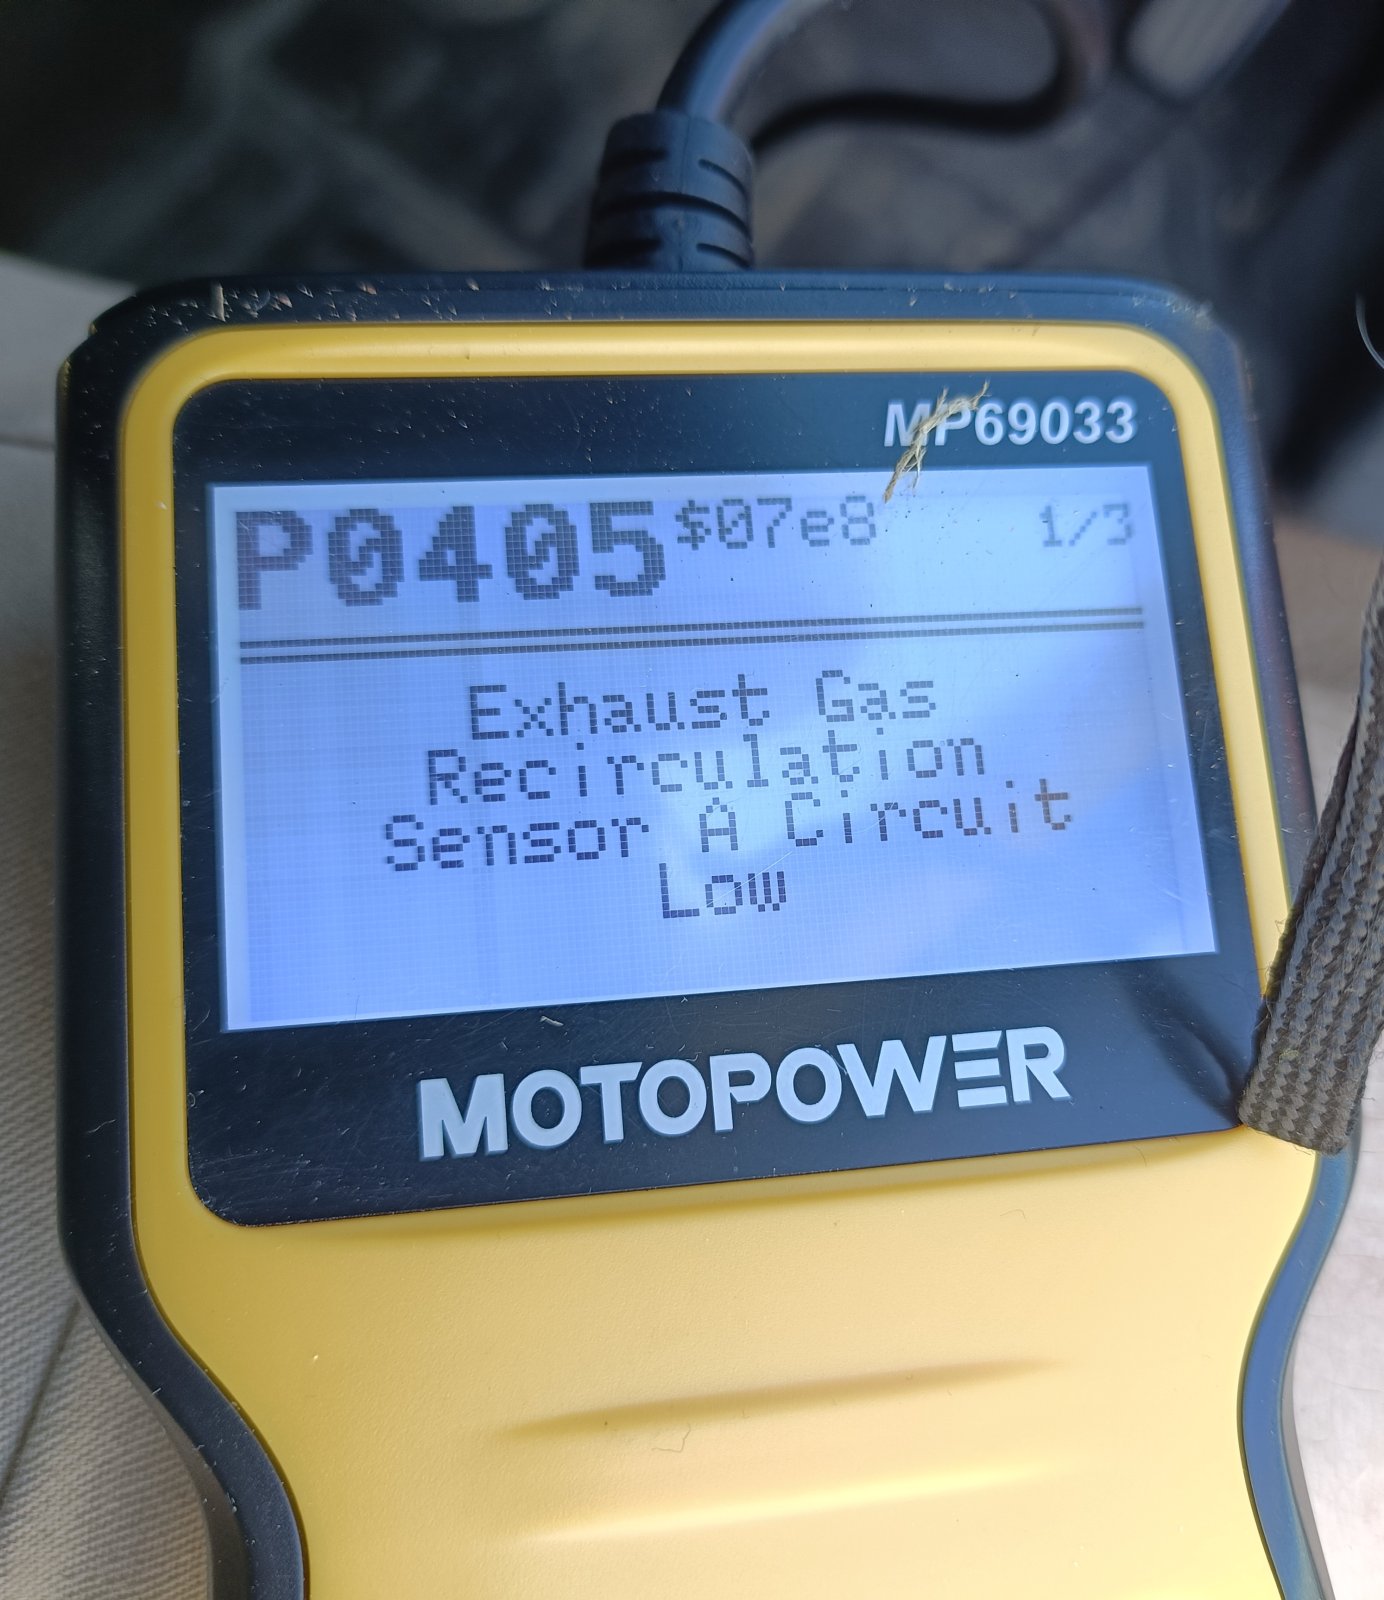 MP69033
P0405 $07e8 1/3
Exhaust Gas
Recirculation
Sensor A Circuit
Low
MOTOPOWER